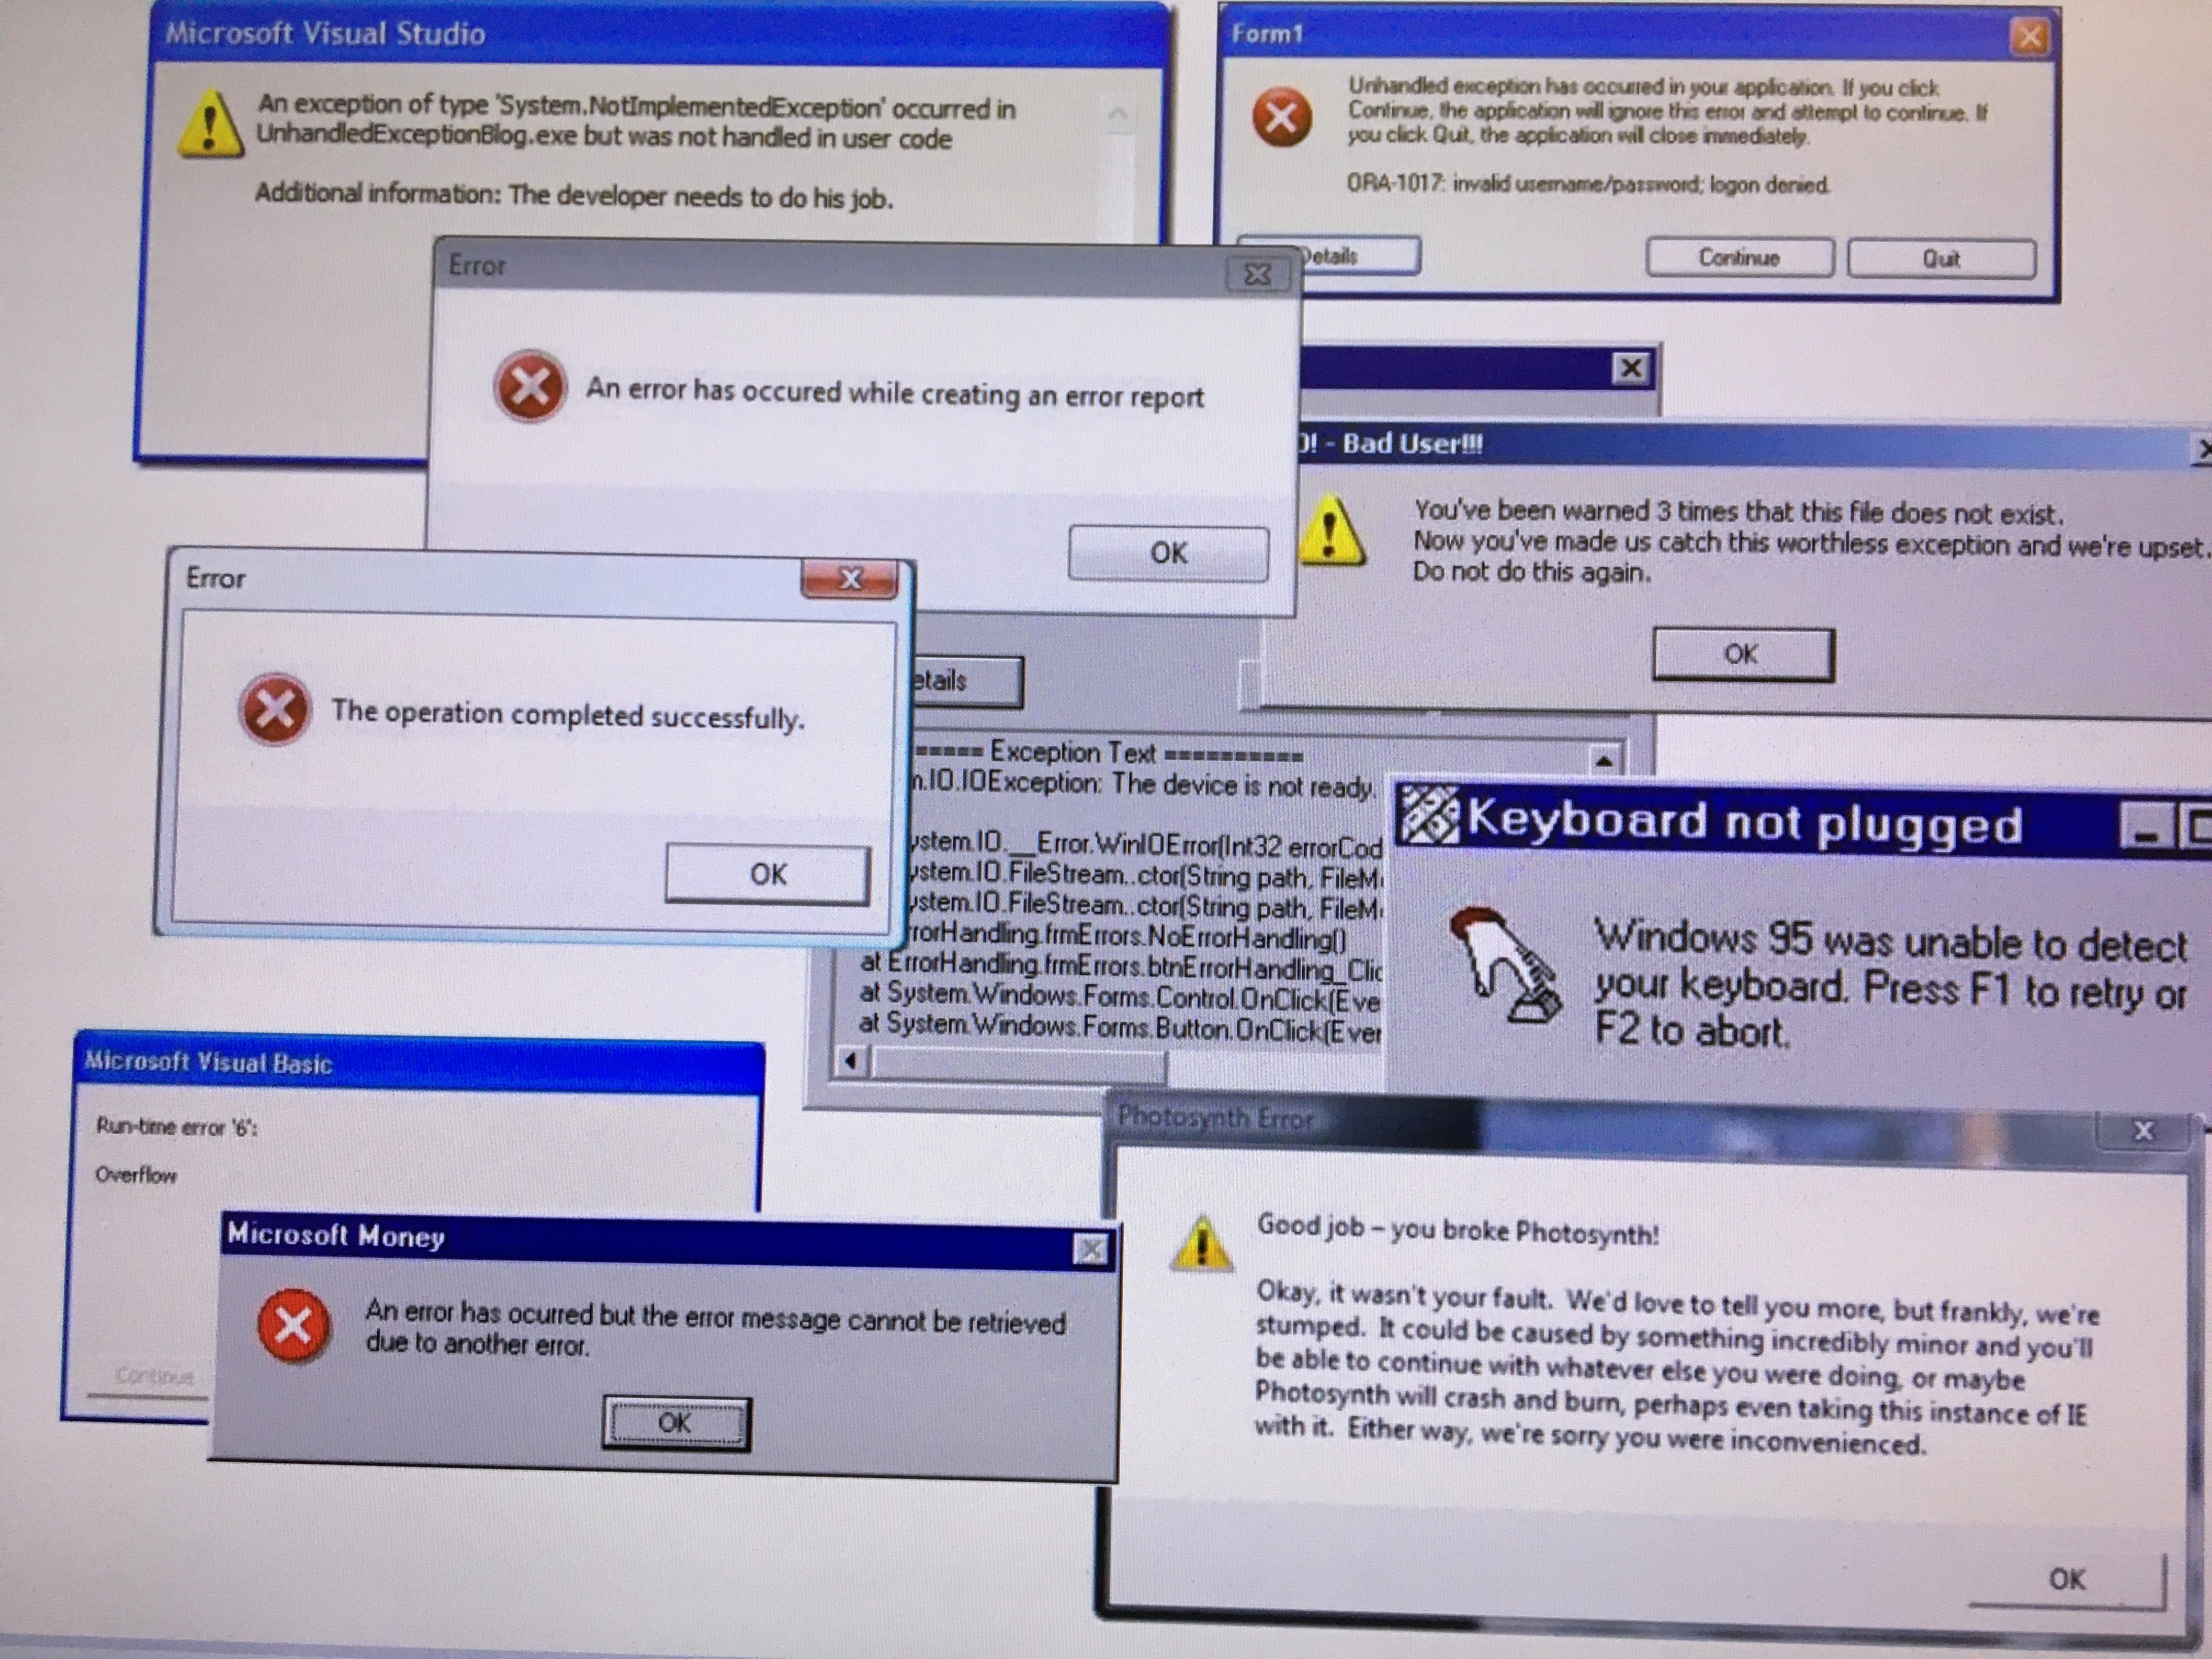 Microsoft Visual Studio
An exception of type 'System.NotImplementedException' occurred in
UnhandledExceptionBlog.exe but was not handled in user code
Additional information: The developer needs to do his job.
Form1
Unhandled exception has occurred in your application. If you click
Continue, the application will ignore this error and attempt to continue. If
you click Quit, the application will close immediately.
ORA-1017: invalid username/password; logon denied.
Details
Continue
Quit
Error
An error has occured while creating an error report
OK
! - Bad User!!!
You've been warned 3 times that this file does not exist.
Now you've made us catch this worthless exception and we're upset.
Do not do this again.
OK
Error
The operation completed successfully.
OK
etails
===== Exception Text ==========
n.IO.IOException: The device is not ready.
ystem.IO.__Error.WinIOError(Int32 errorCod
ystem.IO.FileStream..ctor(String path, FileM
ystem.IO.FileStream..ctor(String path, FileM
rrorHandling.frmErrors.NoErrorHandling()
at ErrorHandling.frmErrors.btnErrorHandling_Clic
at System.Windows.Forms.Control.OnClick(Eve
at System.Windows.Forms.Button.OnClick(Ever
Keyboard not plugged
Windows 95 was unable to detect
your keyboard. Press F1 to retry or
F2 to abort.
Microsoft Visual Basic
Run-time error '6':
Overflow
Continue
Microsoft Money
An error has ocurred but the error message cannot be retrieved
due to another error.
OK
Photosynth Error
Good job – you broke Photosynth!
Okay, it wasn't your fault.  We'd love to tell you more, but frankly, we're
stumped.  It could be caused by something incredibly minor and you'll
be able to continue with whatever else you were doing, or maybe
Photosynth will crash and burn, perhaps even taking this instance of IE
with it.  Either way, we're sorry you were inconvenienced.
OK